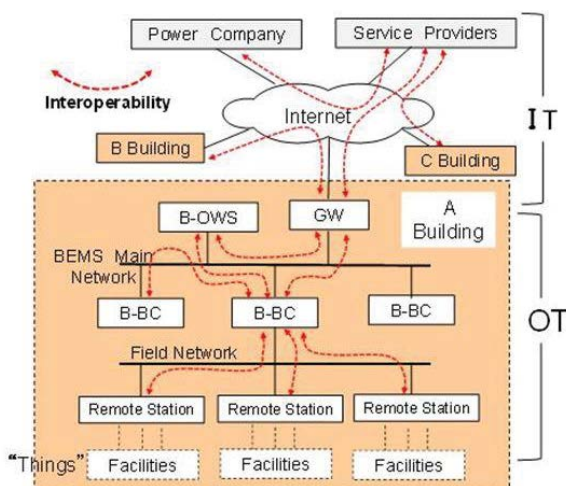 Power Company
Service Providers
Interoperability
Internet
IT
B Building
C Building
B-OWS
GW
A
Building
BEMS Main
Network
B-BC
B-BC
B-BC
OT
Field Network
Remote Station
Remote Station
Remote Station
"Things"
Facilities
Facilities
Facilities